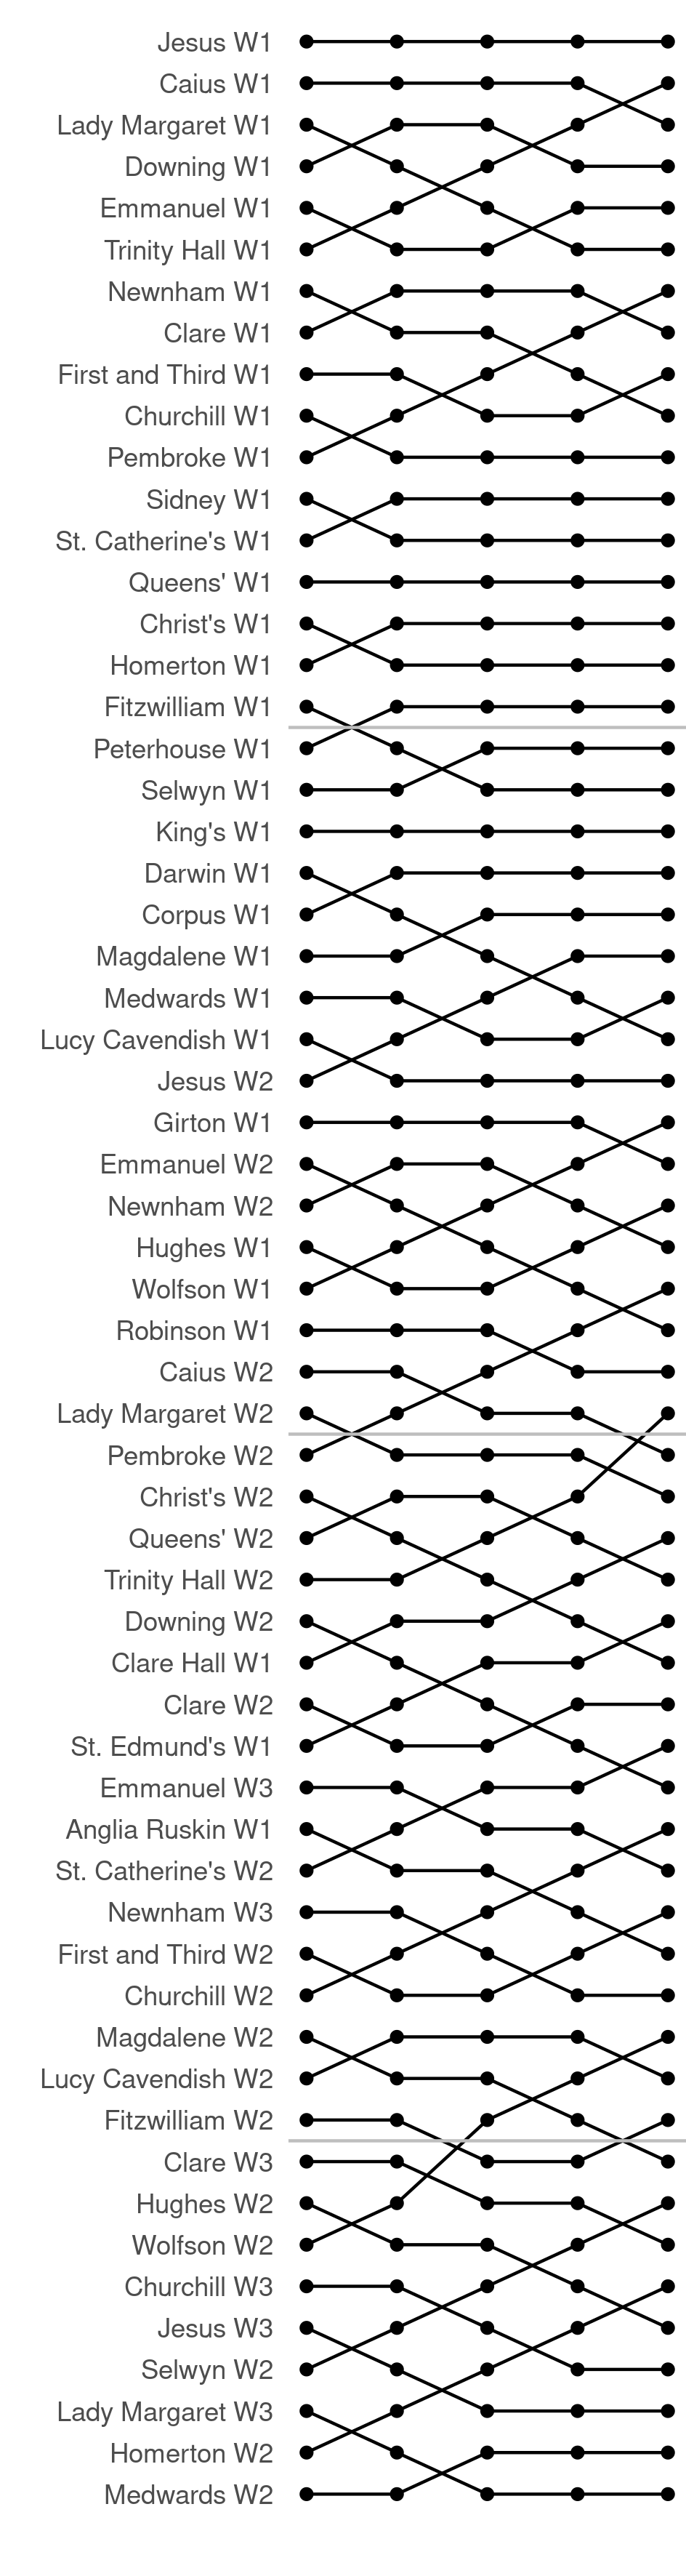 Jesus W1
Caius W1
Lady Margaret W1
Downing W1
Emmanuel W1
Trinity Hall W1
Newnham W1
Clare W1
First and Third W1
Churchill W1
Pembroke W1
Sidney W1
St. Catherine's W1
Queens' W1
Christ's W1
Homerton W1
Fitzwilliam W1
Peterhouse W1
Selwyn W1
King's W1
Darwin W1
Corpus W1
Magdalene W1
Medwards W1
Lucy Cavendish W1
Jesus W2
Girton W1
Emmanuel W2
Newnham W2
Hughes W1
Wolfson W1
Robinson W1
Caius W2
Lady Margaret W2
Pembroke W2
Christ's W2
Queens' W2
Trinity Hall W2
Downing W2
Clare Hall W1
Clare W2
St. Edmund's W1
Emmanuel W3
Anglia Ruskin W1
St. Catherine's W2
Newnham W3
First and Third W2
Churchill W2
Magdalene W2
Lucy Cavendish W2
Fitzwilliam W2
Clare W3
Hughes W2
Wolfson W2
Churchill W3
Jesus W3
Selwyn W2
Lady Margaret W3
Homerton W2
Medwards W2